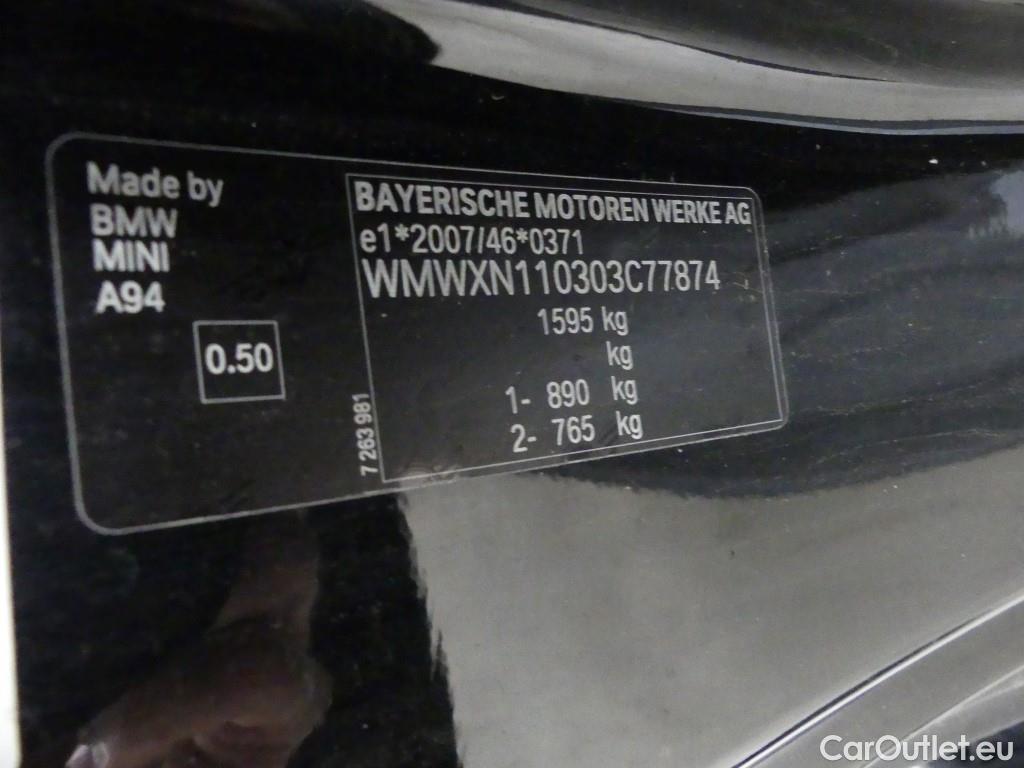 Made by
BMW
MINI
A94
0.50
BAYERISCHE MOTOREN WERKE AG
e1*2007/46*0371
WMWXN110303C77874
1595 kg
kg
1- 890 kg
2- 765 kg
7 263 981
CarOutlet.eu